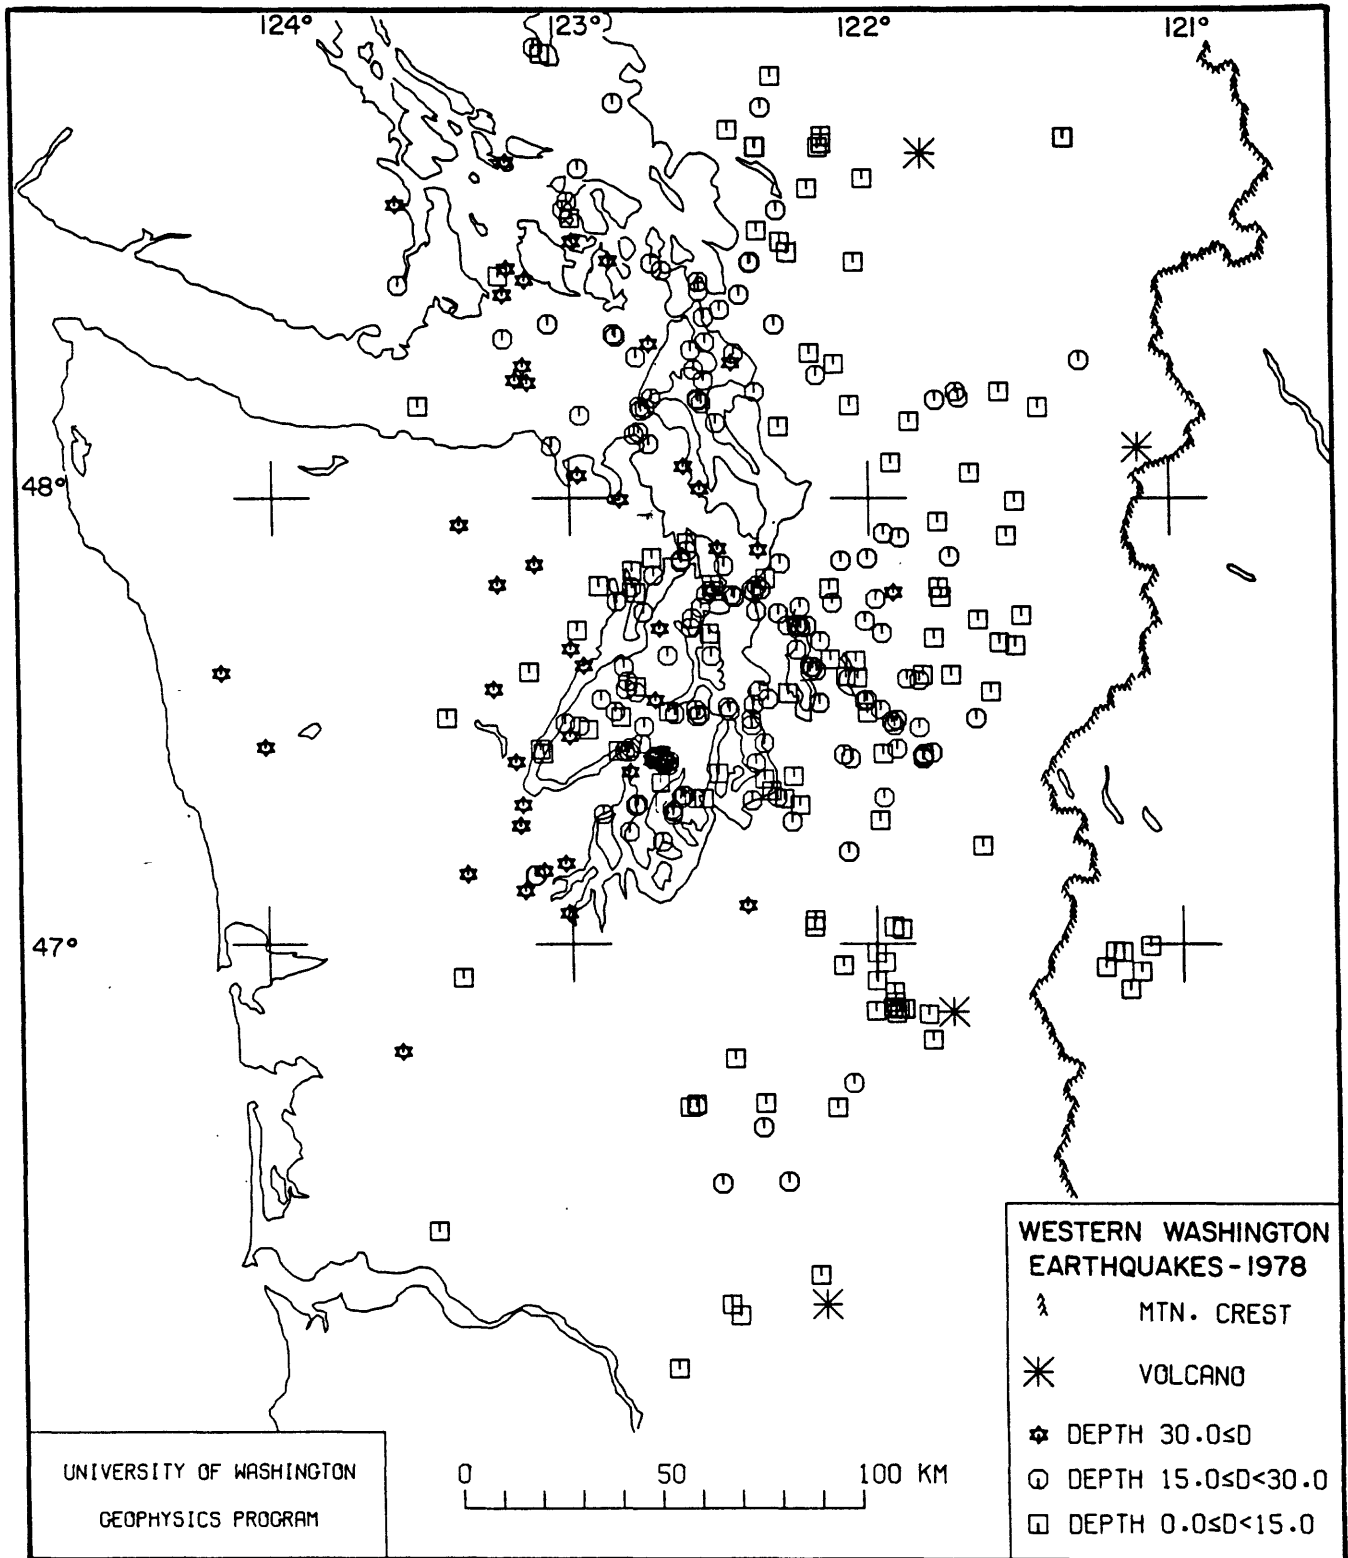 124° 123° 122° 121°
48°
47°
WESTERN WASHINGTON
EARTHQUAKES-1978
MTN. CREST
VOLCANO
DEPTH 30.0≤D
DEPTH 15.0≤D<30.0
DEPTH 0.0≤D<15.0
UNIVERSITY OF WASHINGTON
GEOPHYSICS PROGRAM
0 50 100 KM